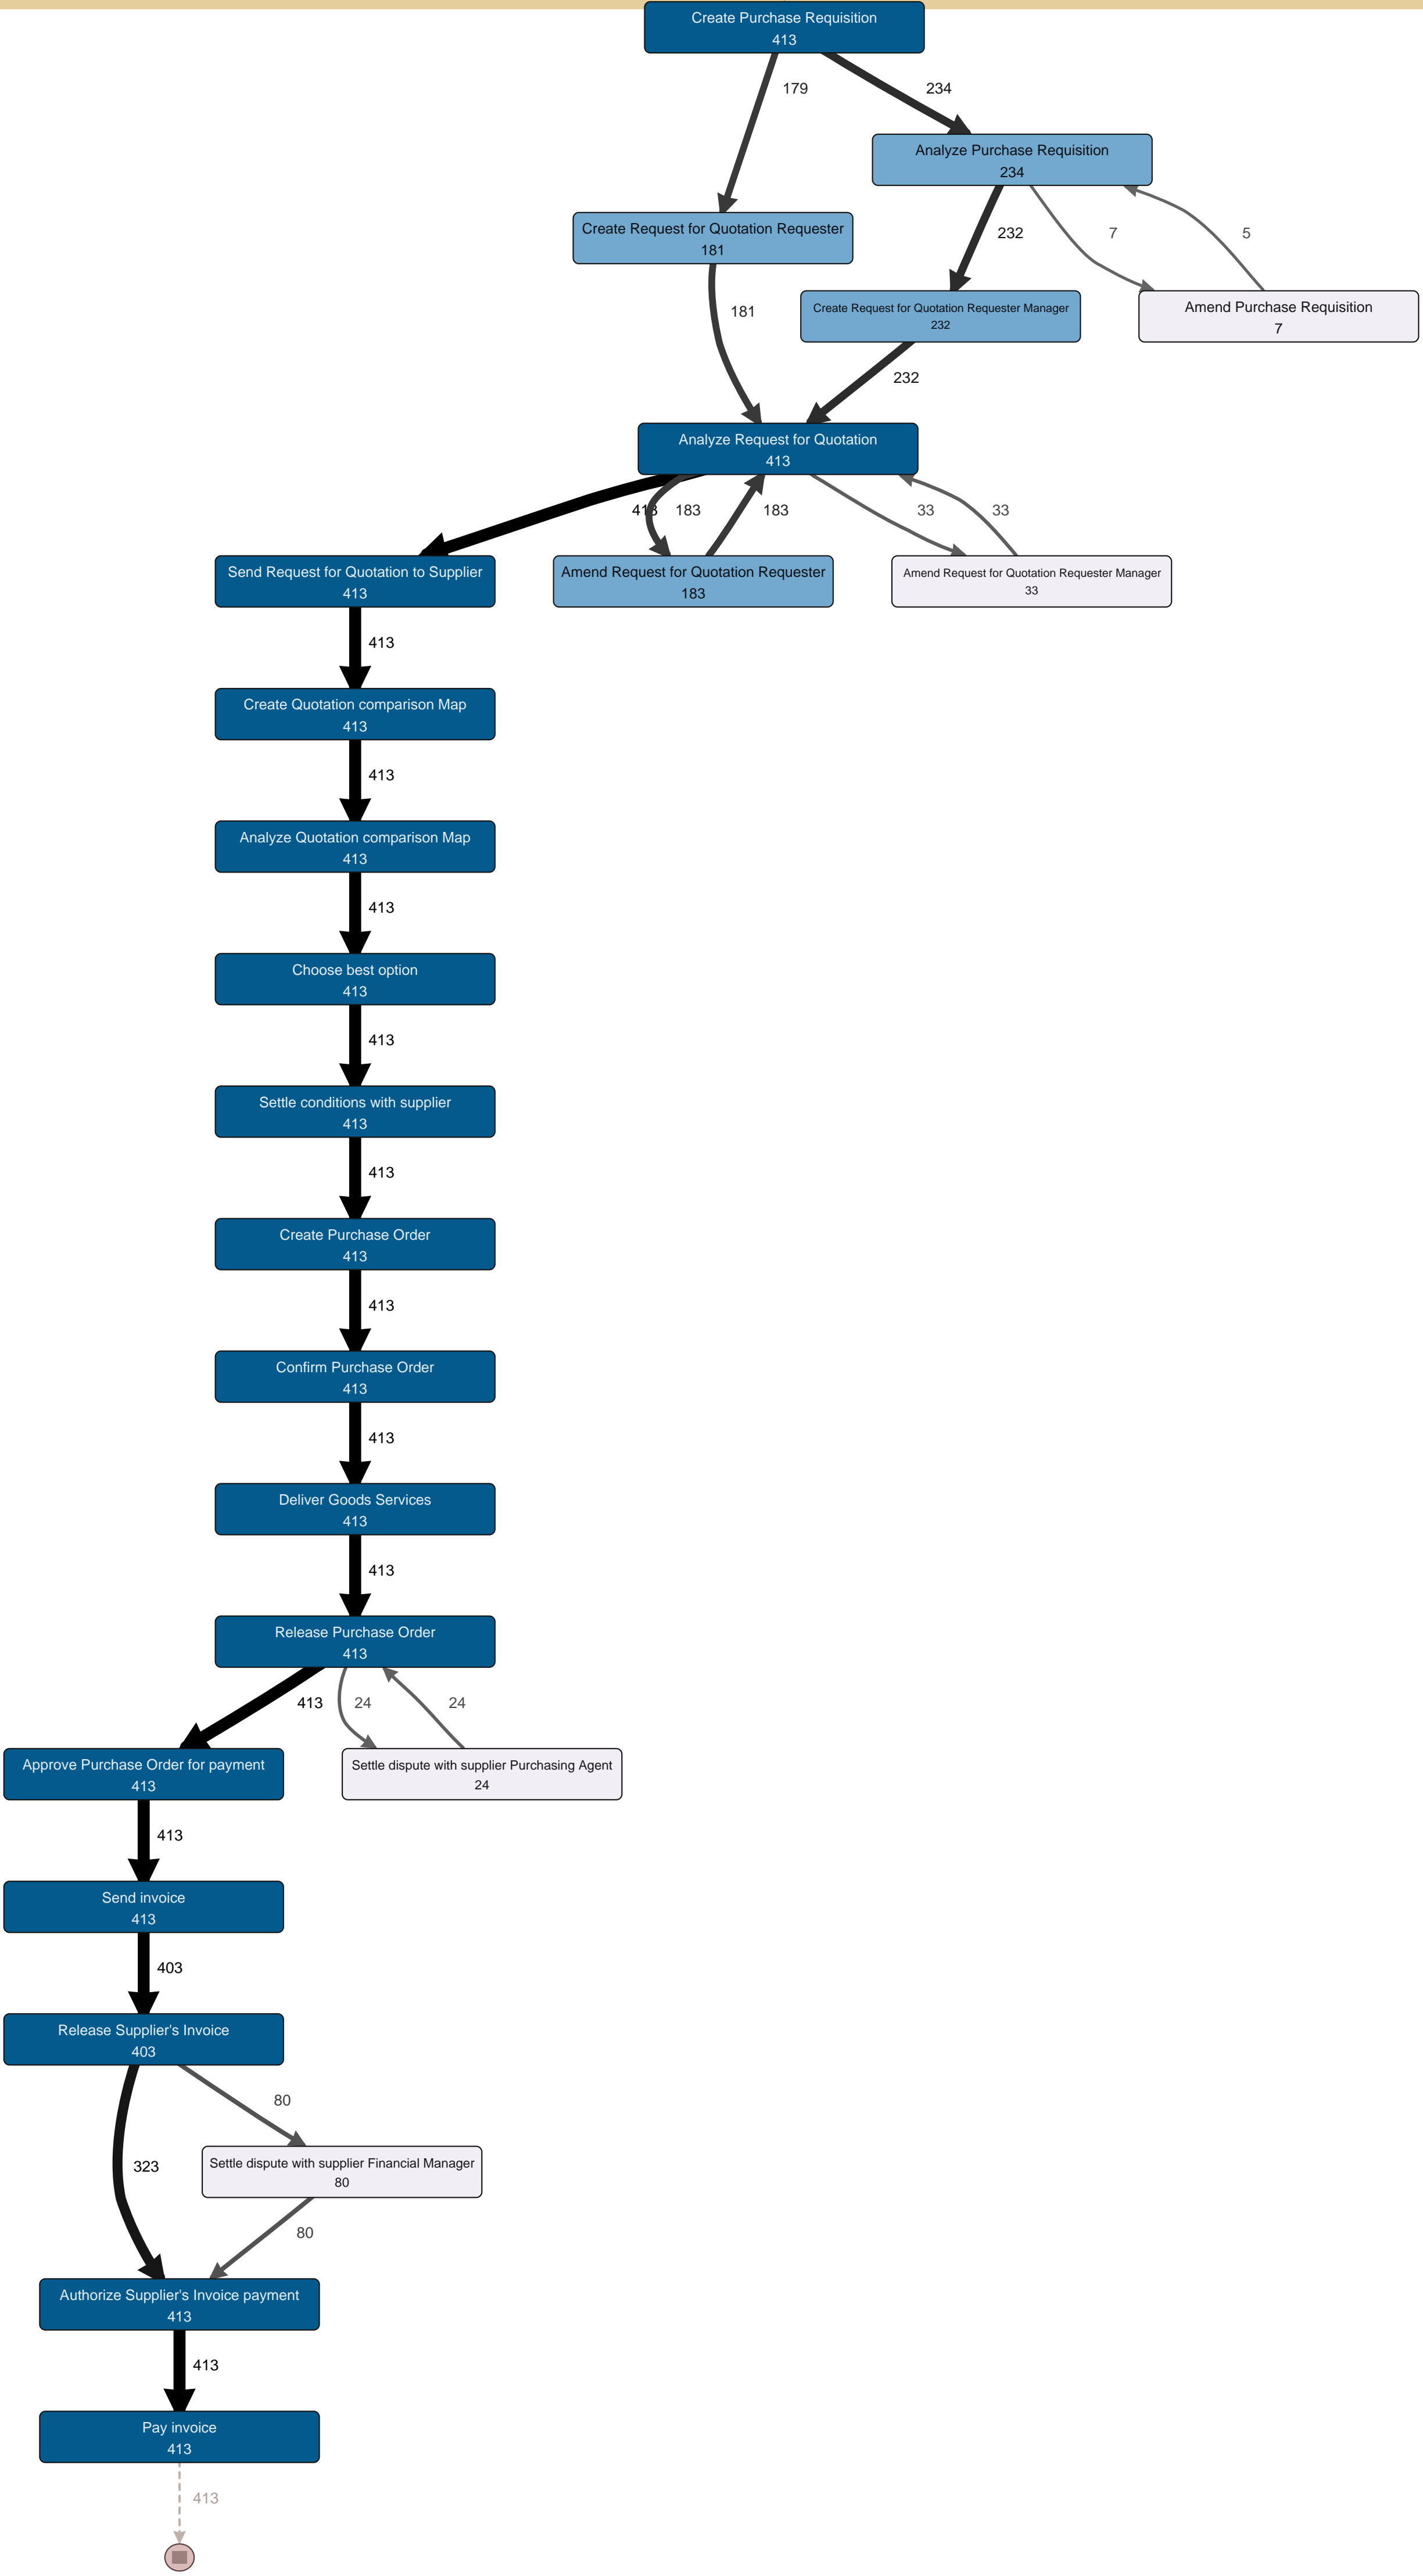 Create Purchase Requisition
413
179
234
Analyze Purchase Requisition
234
Create Request for Quotation Requester
181
232
7
5
Create Request for Quotation Requester Manager
232
Amend Purchase Requisition
7
181
232
Analyze Request for Quotation
413
413
183
183
33
33
Send Request for Quotation to Supplier
413
Amend Request for Quotation Requester
183
Amend Request for Quotation Requester Manager
33
413
Create Quotation comparison Map
413
413
Analyze Quotation comparison Map
413
413
Choose best option
413
413
Settle conditions with supplier
413
413
Create Purchase Order
413
413
Confirm Purchase Order
413
413
Deliver Goods Services
413
413
Release Purchase Order
413
413
24
24
Approve Purchase Order for payment
413
Settle dispute with supplier Purchasing Agent
24
413
Send invoice
413
403
Release Supplier's Invoice
403
80
323
Settle dispute with supplier Financial Manager
80
80
Authorize Supplier's Invoice payment
413
413
Pay invoice
413
413